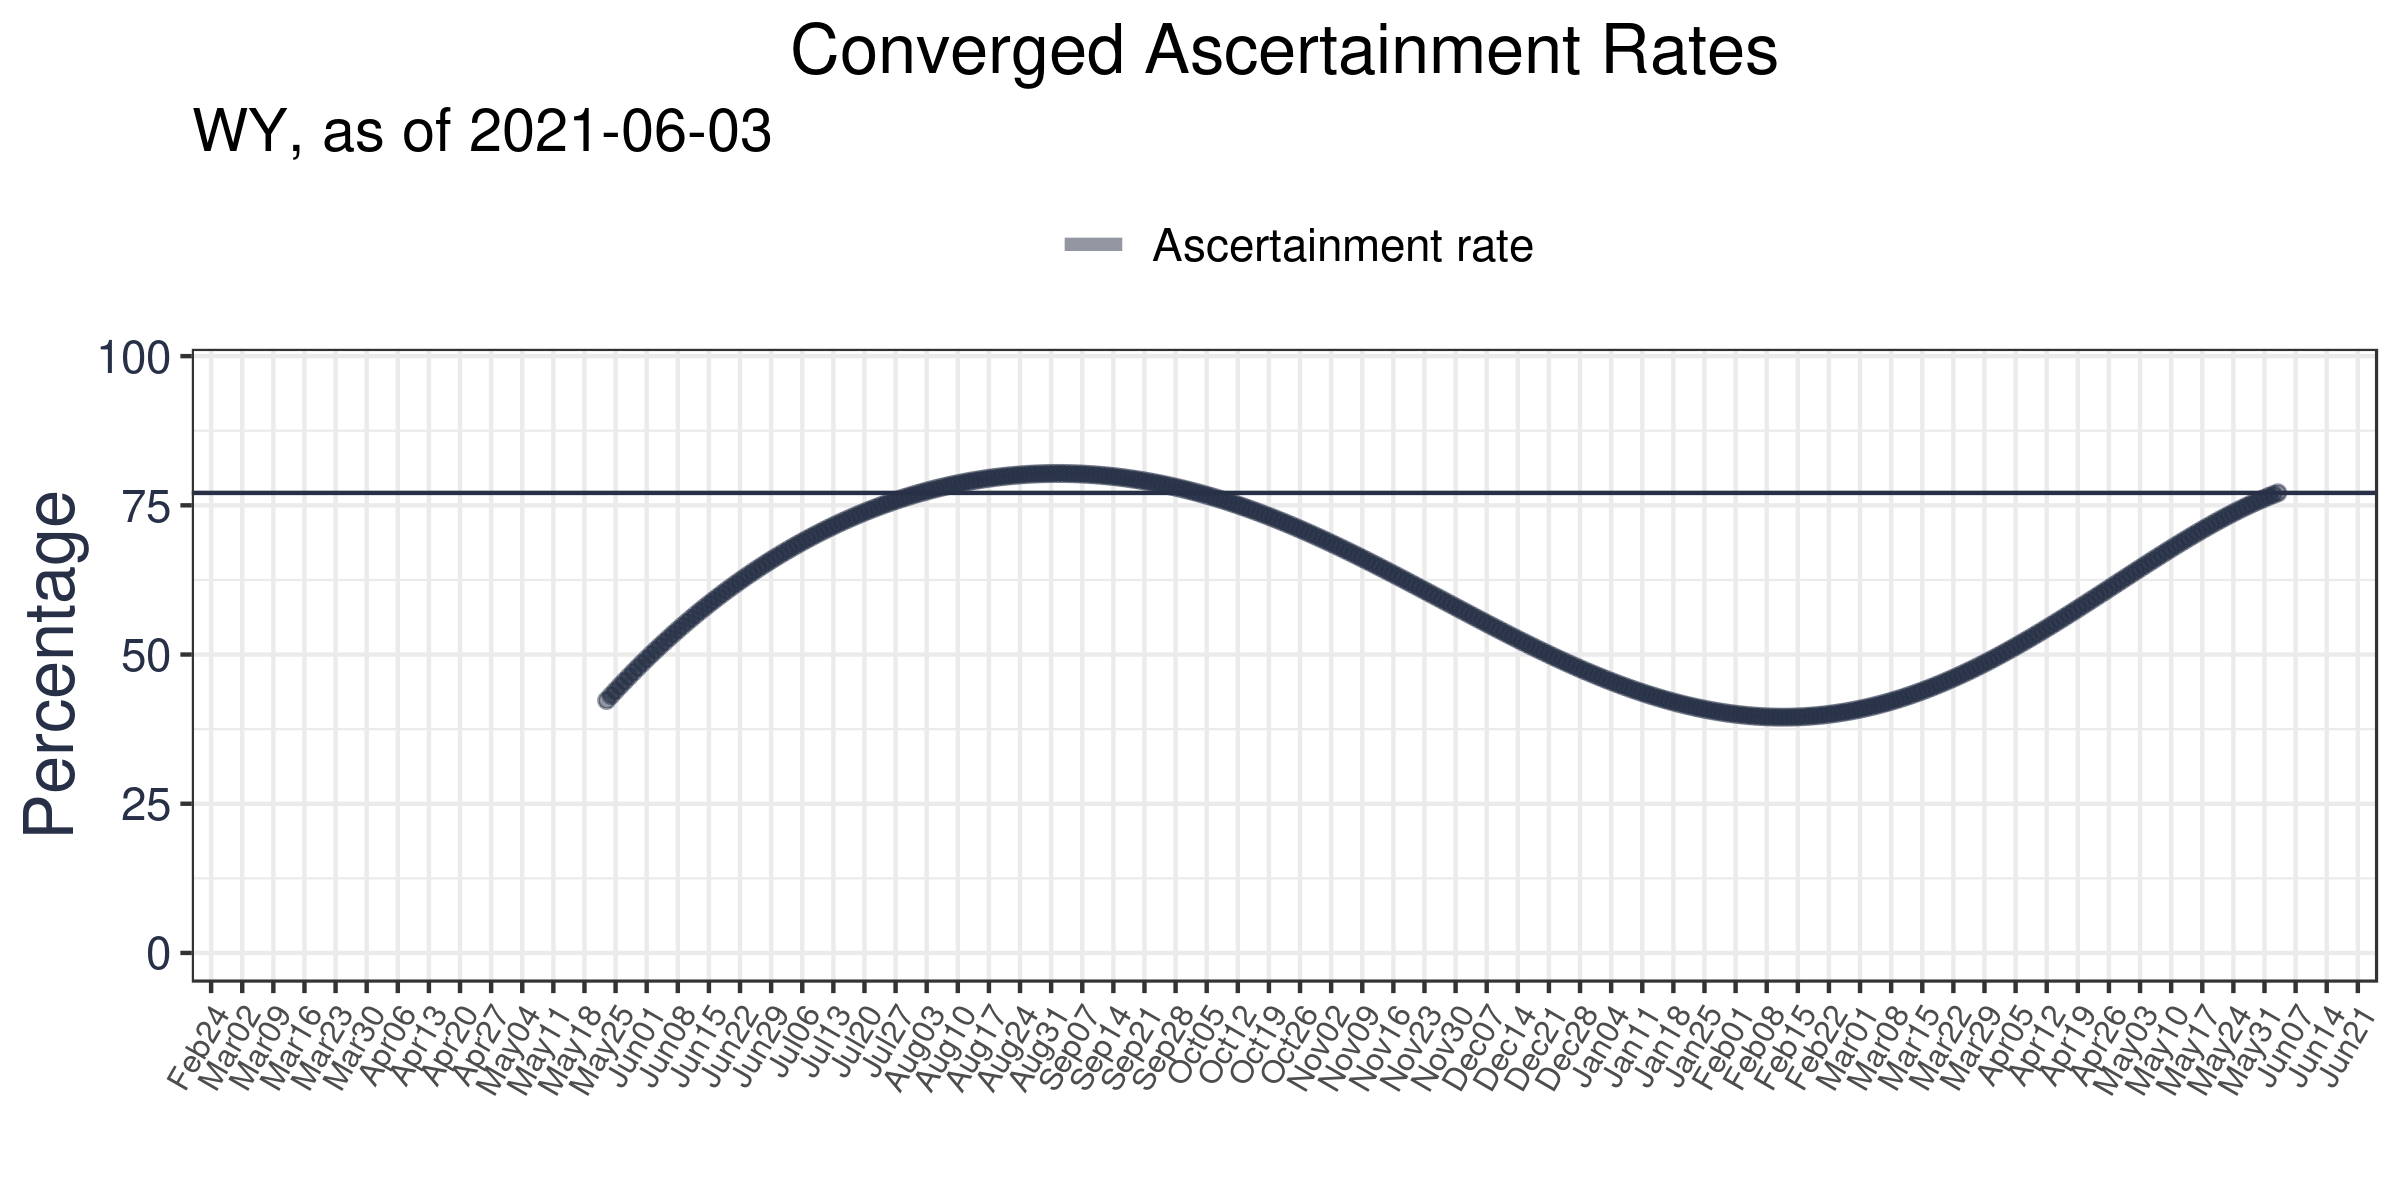 Converged Ascertainment Rates
WY, as of 2021-06-03
Ascertainment rate
Percentage
100
75
50
25
0
Feb24
Mar02
Mar09
Mar16
Mar23
Mar30
Apr06
Apr13
Apr20
Apr27
May04
May11
May18
May25
Jun01
Jun08
Jun15
Jun22
Jun29
Jul06
Jul13
Jul20
Jul27
Aug03
Aug10
Aug17
Aug24
Aug31
Sep07
Sep14
Sep21
Sep28
Oct05
Oct12
Oct19
Oct26
Nov02
Nov09
Nov16
Nov23
Nov30
Dec07
Dec14
Dec21
Dec28
Jan04
Jan11
Jan18
Jan25
Feb01
Feb08
Feb15
Feb22
Mar01
Mar08
Mar15
Mar22
Mar29
Apr05
Apr12
Apr19
Apr26
May03
May10
May17
May24
May31
Jun07
Jun14
Jun21